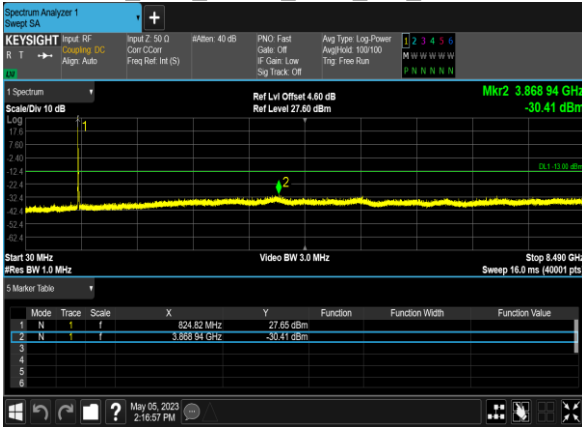 Spectrum Analyzer 1
Swept SA
KEYSIGHT
R T
LV
Input: RF
Coupling: DC
Align: Auto
Input Z: 50 Ω
Corr CCorr
Freq Ref: Int (S)
#Atten: 40 dB
PNO: Fast
Gate: Off
IF Gain: Low
Sig Track: Off
Avg Type: Log-Power
Avg|Hold: 100/100
Trig: Free Run
1 2 3 4 5 6
M W W W W W
P N N N N N
1 Spectrum
Scale/Div 10 dB
Ref Lvl Offset 4.60 dB
Ref Level 27.60 dBm
Mkr2 3.868 94 GHz
-30.41 dBm
Log
17.6
7.60
-2.40
-12.4
-22.4
-32.4
-42.4
-52.4
-62.4
1
2
DL1 -13.00 dBm
Start 30 MHz
#Res BW 1.0 MHz
Video BW 3.0 MHz
Stop 8.490 GHz
Sweep 16.0 ms (40001 pts)
5 Marker Table
Mode Trace Scale X Y Function Function Width Function Value
1 N 1 f 824.82 MHz 27.65 dBm
2 N 1 f 3.868 94 GHz -30.41 dBm
3
4
5
6
?
May 05, 2023
2:16:57 PM